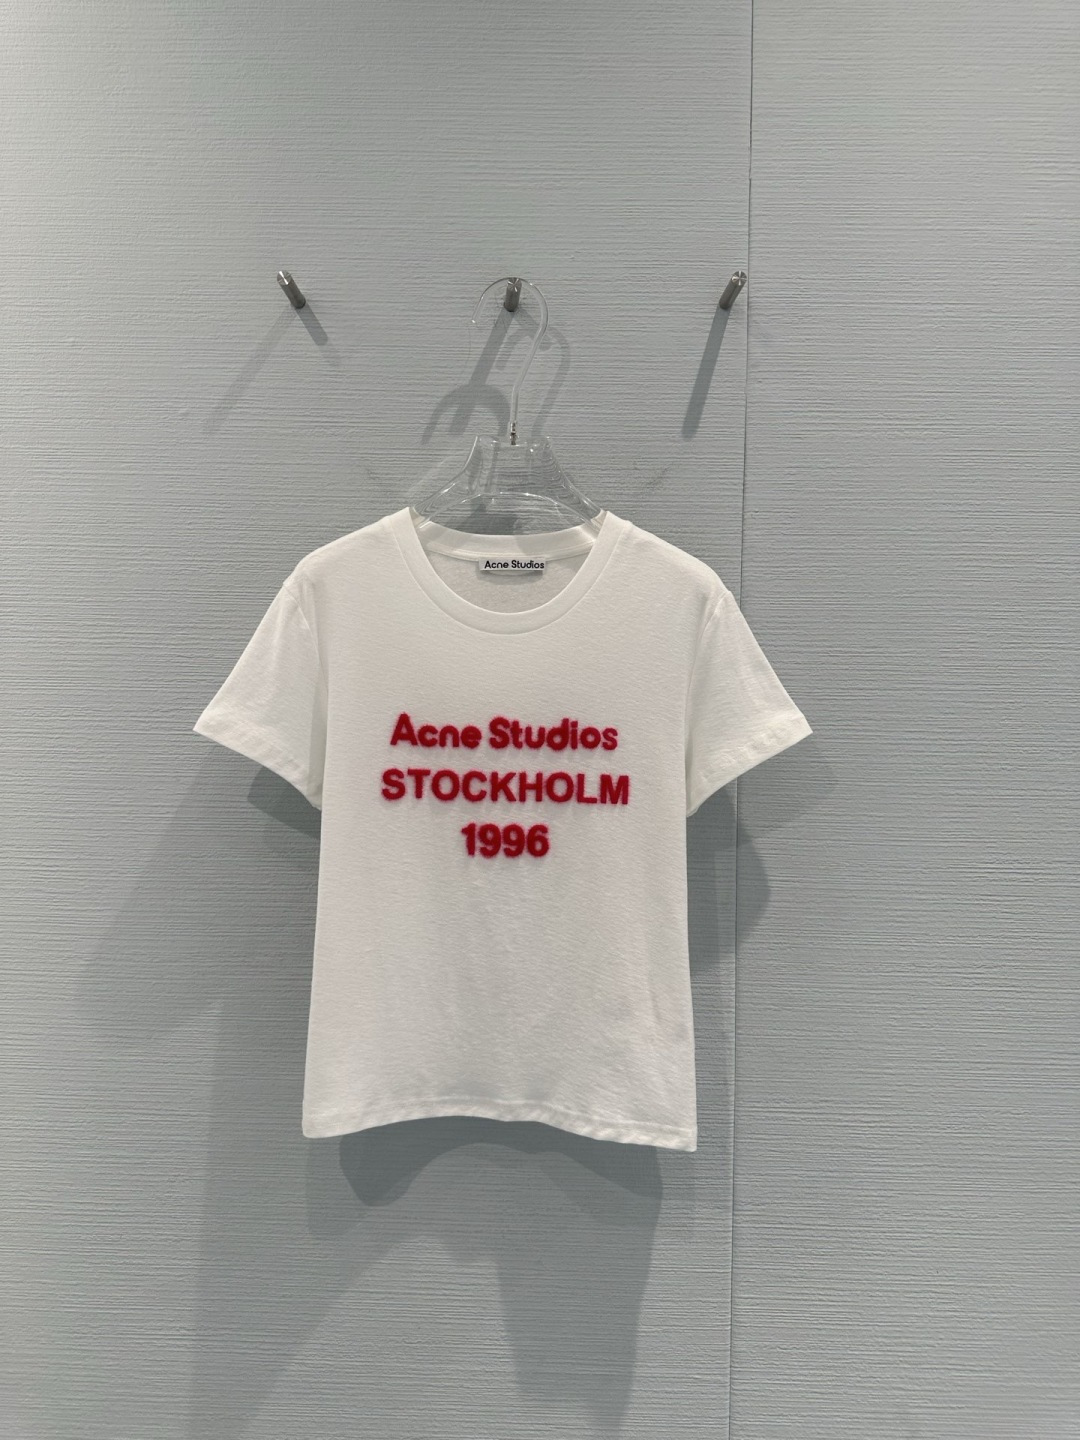 Acne Studios
Acne Studios
STOCKHOLM
1996